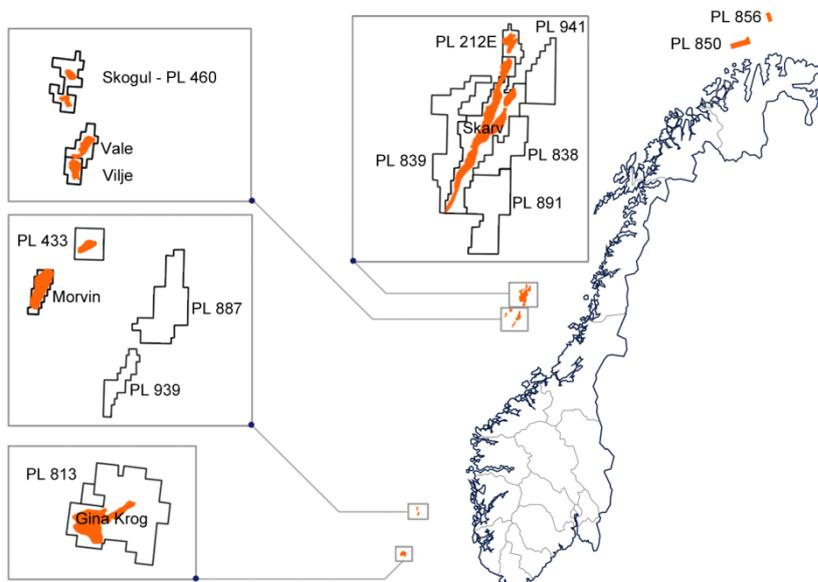 Skogul - PL 460
Vale
Vilje
PL 433
Morvin
PL 887
PL 939
PL 813
Gina Krog
PL 941
PL 212E
Skarv
PL 839
PL 838
PL 891
PL 856
PL 850